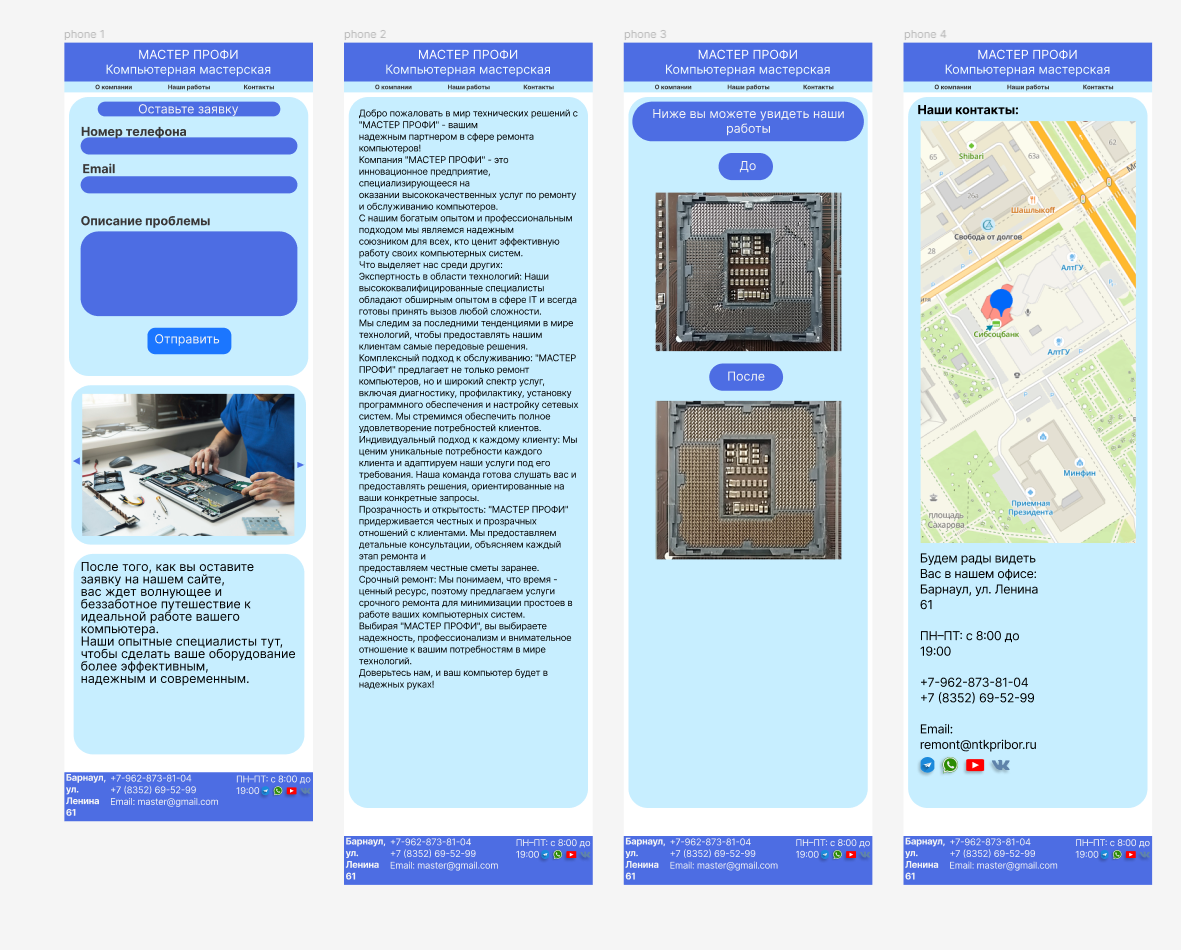 phone 1
МАСТЕР ПРОФИ
Компьютерная мастерская
О компании
Наши работы
Контакты
Оставьте заявку
Номер телефона
Email
Описание проблемы
Отправить
После того, как вы оставите
заявку на нашем сайте,
вас ждет волнующее и
беззаботное путешествие к
идеальной работе вашего
компьютера.
Наши опытные специалисты тут,
чтобы сделать ваше оборудование
более эффективным,
надежным и современным.
Барнаул,
ул.
Ленина
61
+7-962-873-81-04
+7 (8352) 69-52-99
Email: master@gmail.com
ПН–ПТ: с 8:00 до
19:00
phone 2
МАСТЕР ПРОФИ
Компьютерная мастерская
О компании
Наши работы
Контакты
Добро пожаловать в мир технических решений с
"МАСТЕР ПРОФИ" - вашим
надежным партнером в сфере ремонта
компьютеров!
Компания "МАСТЕР ПРОФИ" - это
инновационное предприятие,
специализирующееся на
оказании высококачественных услуг по ремонту
и обслуживанию компьютеров.
С нашим богатым опытом и профессиональным
подходом мы являемся надежным
союзником для всех, кто ценит эффективную
работу своих компьютерных систем.
Что выделяет нас среди других:
Экспертность в области технологий: Наши
высококвалифицированные специалисты
обладают обширным опытом в сфере IT и всегда
готовы принять вызов любой сложности.
Мы следим за последними тенденциями в мире
технологий, чтобы предоставлять нашим
клиентам самые передовые решения.
Комплексный подход к обслуживанию: "МАСТЕР
ПРОФИ" предлагает не только ремонт
компьютеров, но и широкий спектр услуг,
включая диагностику, профилактику, установку
программного обеспечения и настройку сетевых
систем. Мы стремимся обеспечить полное
удовлетворение потребностей клиентов.
Индивидуальный подход к каждому клиенту: Мы
ценим уникальные потребности каждого
клиента и адаптируем наши услуги под его
требования. Наша команда готова слушать вас и
предоставлять решения, ориентированные на
ваши конкретные запросы.
Прозрачность и открытость: "МАСТЕР ПРОФИ"
придерживается честных и прозрачных
отношений с клиентами. Мы предоставляем
детальные консультации, объясняем каждый
этап ремонта и
предоставляем честные сметы заранее.
Срочный ремонт: Мы понимаем, что время -
ценный ресурс, поэтому предлагаем услуги
срочного ремонта для минимизации простоев в
работе ваших компьютерных систем.
Выбирая "МАСТЕР ПРОФИ", вы выбираете
надежность, профессионализм и внимательное
отношение к вашим потребностям в мире
технологий.
Доверьтесь нам, и ваш компьютер будет в
надежных руках!
Барнаул,
ул.
Ленина
61
+7-962-873-81-04
+7 (8352) 69-52-99
Email: master@gmail.com
ПН–ПТ: с 8:00 до
19:00
phone 3
МАСТЕР ПРОФИ
Компьютерная мастерская
О компании
Наши работы
Контакты
Ниже вы можете увидеть наши
работы
До
После
Барнаул,
ул.
Ленина
61
+7-962-873-81-04
+7 (8352) 69-52-99
Email: master@gmail.com
ПН–ПТ: с 8:00 до
19:00
phone 4
МАСТЕР ПРОФИ
Компьютерная мастерская
О компании
Наши работы
Контакты
Наши контакты:
65
Shibari
63а
62
26а
Шашлыкоff
Свобода от долгов
28
АлтГУ
Сибсоцбанк
АлтГУ
Минфин
Приемная
Президента
площадь
Сахарова
Будем рады видеть
Вас в нашем офисе:
Барнаул, ул. Ленина
61
ПН–ПТ: с 8:00 до
19:00
+7-962-873-81-04
+7 (8352) 69-52-99
Email:
remont@ntkpribor.ru
Барнаул,
ул.
Ленина
61
+7-962-873-81-04
+7 (8352) 69-52-99
Email: master@gmail.com
ПН–ПТ: с 8:00 до
19:00